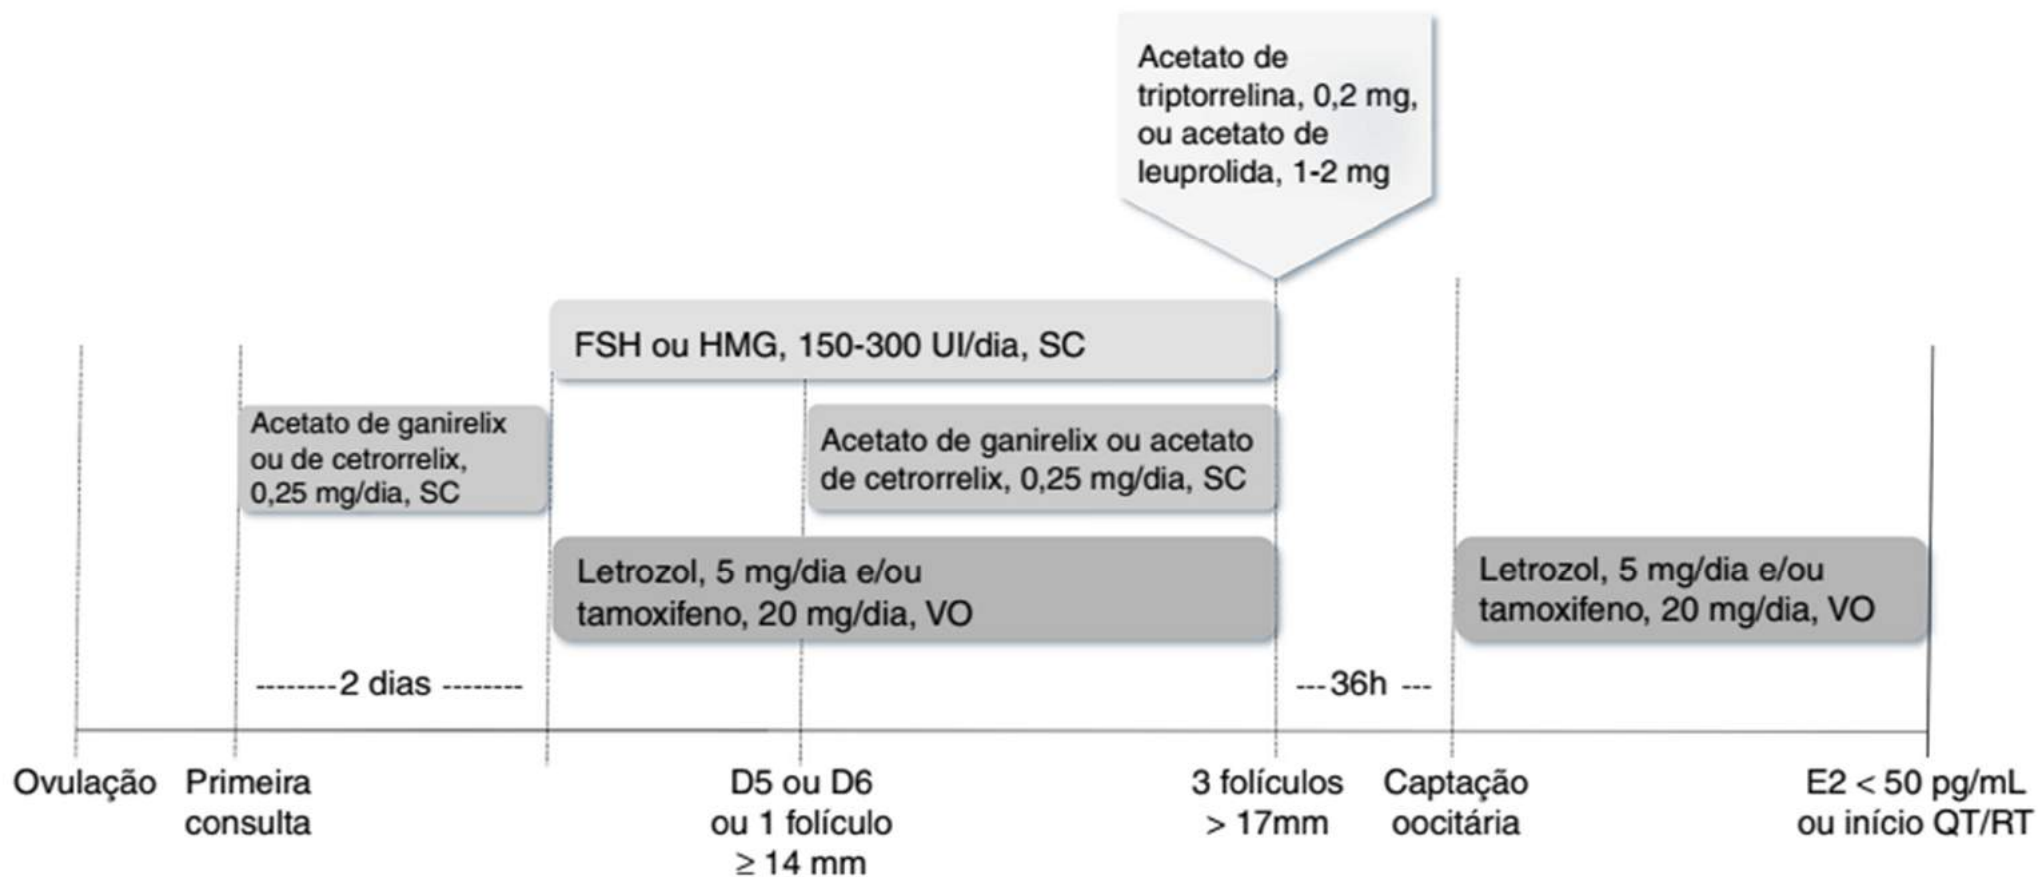 Acetato de
triptorrelina, 0,2 mg,
ou acetato de
leuprolida, 1-2 mg
FSH ou HMG, 150-300 UI/dia, SC
Acetato de ganirelix
ou de cetrorrelix,
0,25 mg/dia, SC
Acetato de ganirelix ou acetato
de cetrorrelix, 0,25 mg/dia, SC
Letrozol, 5 mg/dia e/ou
tamoxifeno, 20 mg/dia, VO
Letrozol, 5 mg/dia e/ou
tamoxifeno, 20 mg/dia, VO
--------2 dias --------
---36h ---
Ovulação
Primeira
consulta
D5 ou D6
ou 1 folículo
≥ 14 mm
3 folículos
> 17mm
Captação
oocitária
E2 < 50 pg/mL
ou início QT/RT